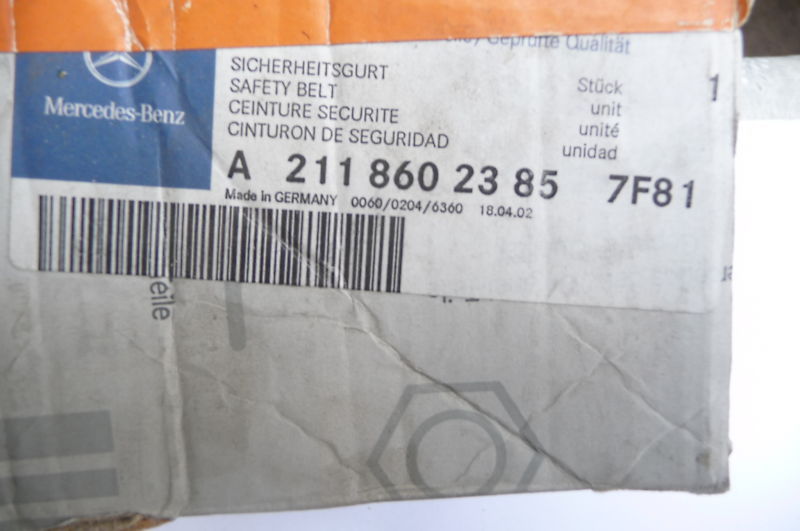 Geprüfte Qualität
SICHERHEITSGURT
SAFETY BELT
CEINTURE SECURITE
CINTURON DE SEGURIDAD
Stück
unit
unité
unidad
1
Mercedes-Benz
A 211 860 23 85 7F81
Made in GERMANY 0060/0204/6360 18.04.02
eile